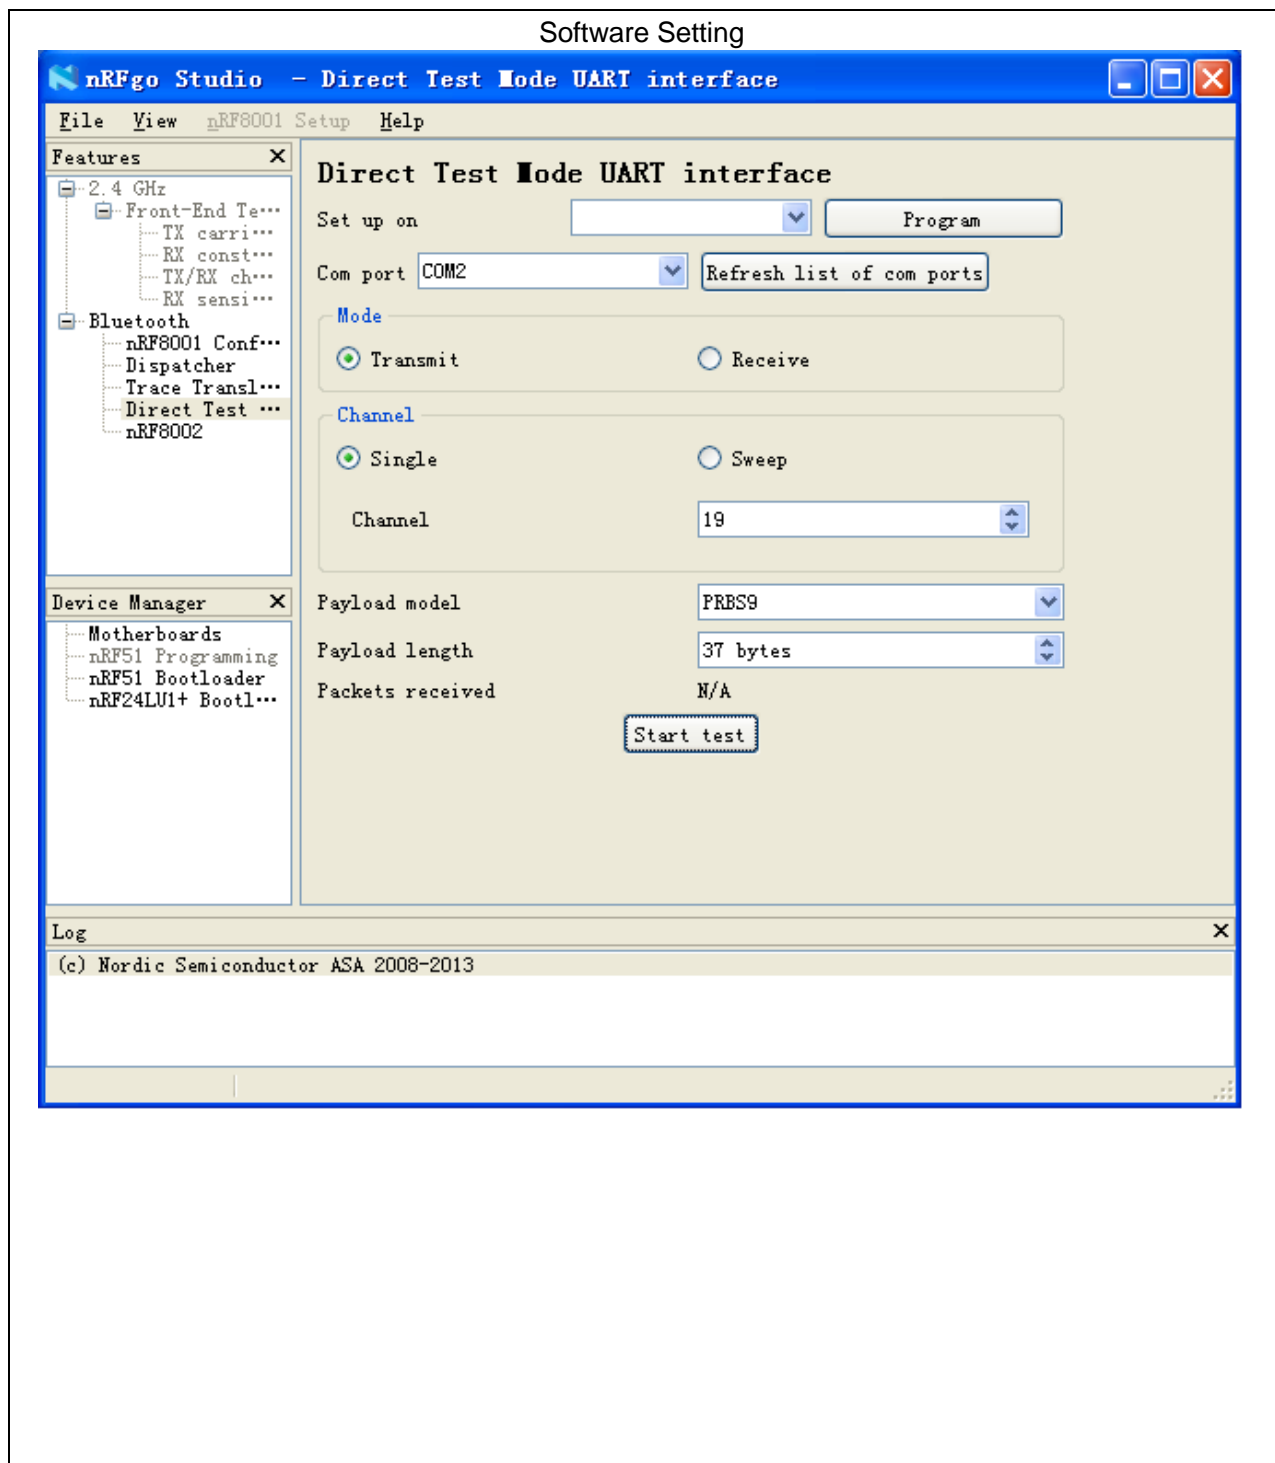 Software Setting
nRFgo Studio - Direct Test Mode UART interface
File View nRF8001 Setup Help
Features
2.4 GHz
Front-End Te···
TX carri···
RX const···
TX/RX ch···
RX sensi···
Bluetooth
nRF8001 Conf···
Dispatcher
Trace Transl···
Direct Test ···
nRF8002
Device Manager
Motherboards
nRF51 Programming
nRF51 Bootloader
nRF24LU1+ Bootl···
Direct Test Mode UART interface
Set up on Program
Com port COM2 Refresh list of com ports
Mode
Transmit Receive
Channel
Single Sweep
Channel 19
Payload model PRBS9
Payload length 37 bytes
Packets received N/A
Start test
Log
(c) Nordic Semiconductor ASA 2008-2013